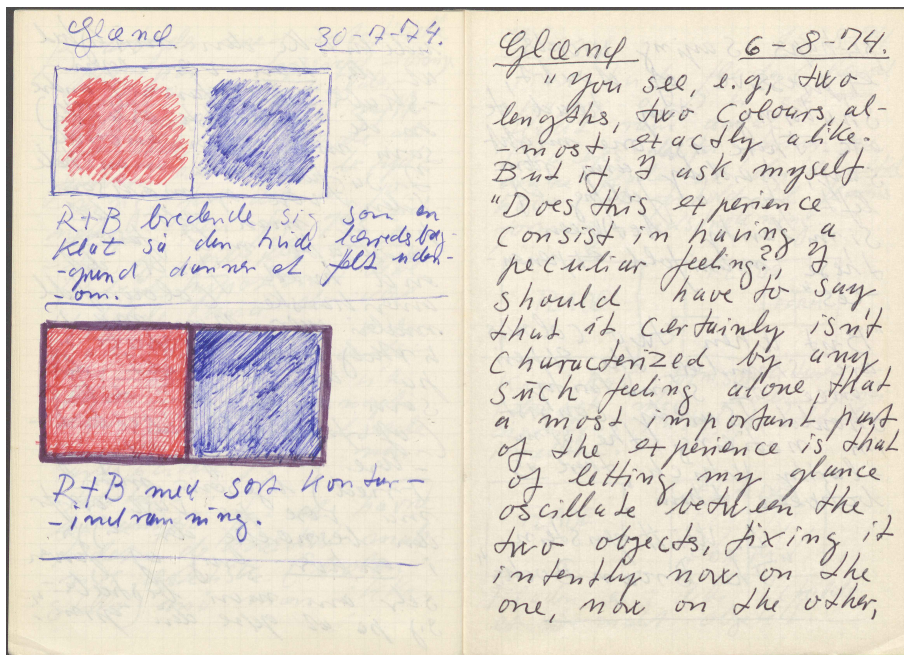 Glænø 30-7-74.
R+B bredende sig som en
klat så den hvide lærredsbag-
-grund danner et felt uden-
-om.
R+B med sort kontur-
-indramning.
Glænø 6-8-74.
"You see, e.g, two
lengths, two colours, al-
-most exactly alike.
But if I ask myself
"Does this experience
consist in having a
peculiar feeling?", I
should have to say
that it certainly isn't
characterized by any
such feeling alone, that
a most important part
of the experience is that
of letting my glance
oscillate between the
two objects, fixing it
intently now on the
one, now on the other,